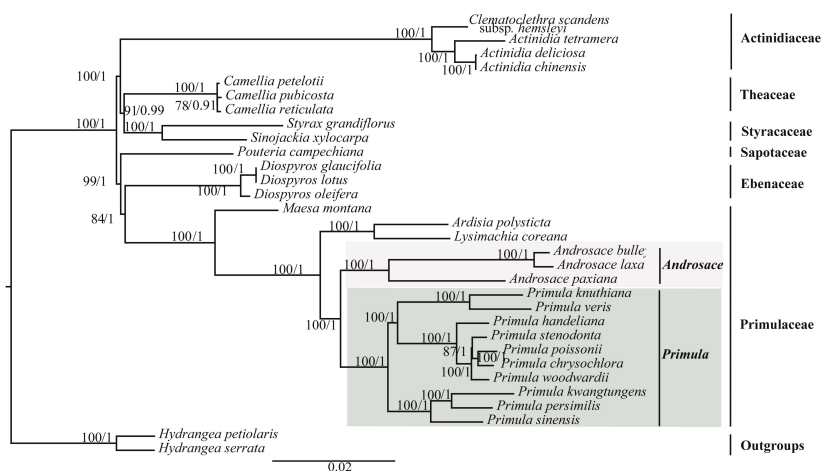 Clematoclethra scandens
subsp. hemsleyi
100/1
Actinidia tetramera
Actinidiaceae
100/1
Actinidia deliciosa
100/1
Actinidia chinensis
100/1
Camellia petelotii
100/1
Camellia pubicosta
Theaceae
91/0.99
78/0.91
Camellia reticulata
100/1
100/1
Styrax grandiflorus
Styracaceae
Sinojackia xylocarpa
Pouteria campechiana
Sapotaceae
100/1
Diospyros glaucifolia
99/1
Diospyros lotus
Ebenaceae
100/1
Diospyros oleifera
84/1
Maesa montana
100/1
100/1
Ardisia polysticta
Lysimachia coreana
100/1
100/1
100/1
Androsace bulley
Androsace laxa
Androsace
Androsace paxiana
100/1
Primula knuthiana
Primula veris
100/1
100/1
Primula handeliana
Primulaceae
100/1
Primula stenodonta
87/1
Primula poissonii
100/1
Primula chrysochlora
Primula
100/1
100/1
Primula woodwardii
100/1
Primula kwangtungens
100/1
Primula persimilis
Primula sinensis
100/1
Hydrangea petiolaris
Outgroups
Hydrangea serrata
0.02